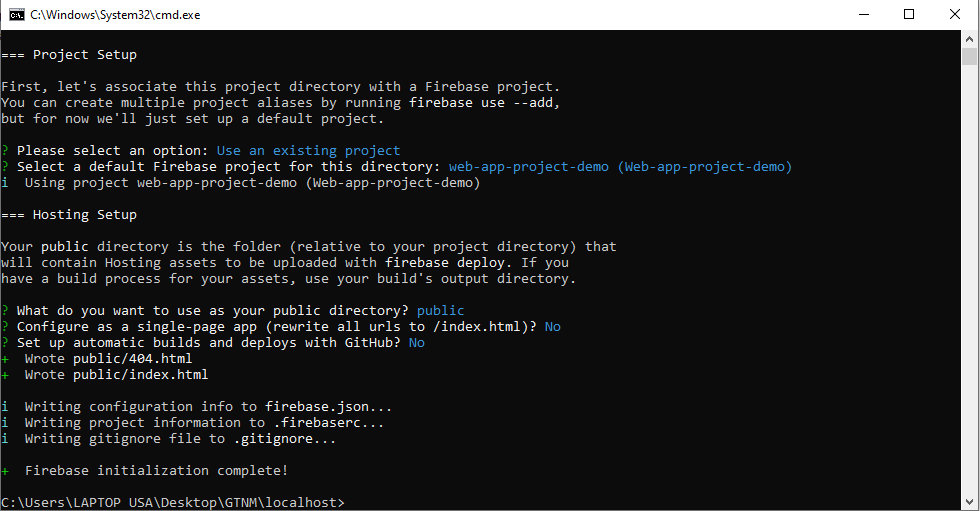 C:\Windows\System32\cmd.exe
=== Project Setup
First, let's associate this project directory with a Firebase project.
You can create multiple project aliases by running firebase use --add,
but for now we'll just set up a default project.
? Please select an option: Use an existing project
? Select a default Firebase project for this directory: web-app-project-demo (Web-app-project-demo)
i  Using project web-app-project-demo (Web-app-project-demo)
=== Hosting Setup
Your public directory is the folder (relative to your project directory) that
will contain Hosting assets to be uploaded with firebase deploy. If you
have a build process for your assets, use your build's output directory.
? What do you want to use as your public directory? public
? Configure as a single-page app (rewrite all urls to /index.html)? No
? Set up automatic builds and deploys with GitHub? No
+  Wrote public/404.html
+  Wrote public/index.html
i  Writing configuration info to firebase.json...
i  Writing project information to .firebaserc...
i  Writing gitignore file to .gitignore...
+  Firebase initialization complete!
C:\Users\LAPTOP USA\Desktop\GTNM\localhost>